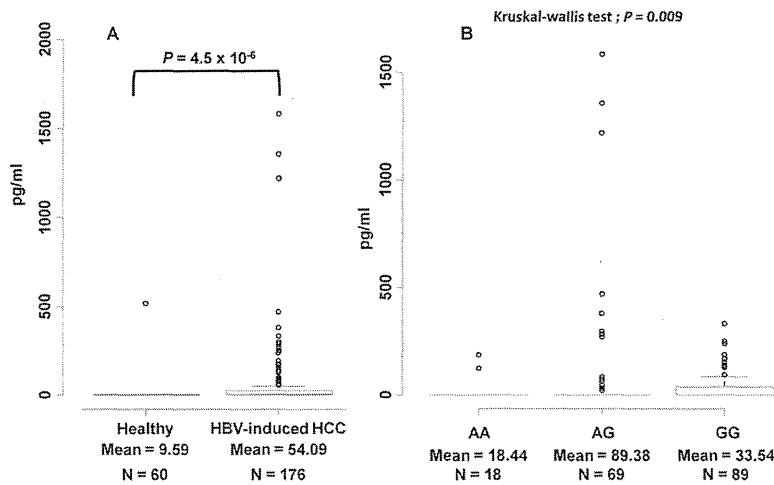 A
P = 4.5 x 10-6
pg/ml
2000
1500
1000
500
0
Healthy
Mean = 9.59
N = 60
HBV-induced HCC
Mean = 54.09
N = 176
B
Kruskal-wallis test ; P = 0.009
pg/ml
1500
1000
500
0
AA
Mean = 18.44
N = 18
AG
Mean = 89.38
N = 69
GG
Mean = 33.54
N = 89